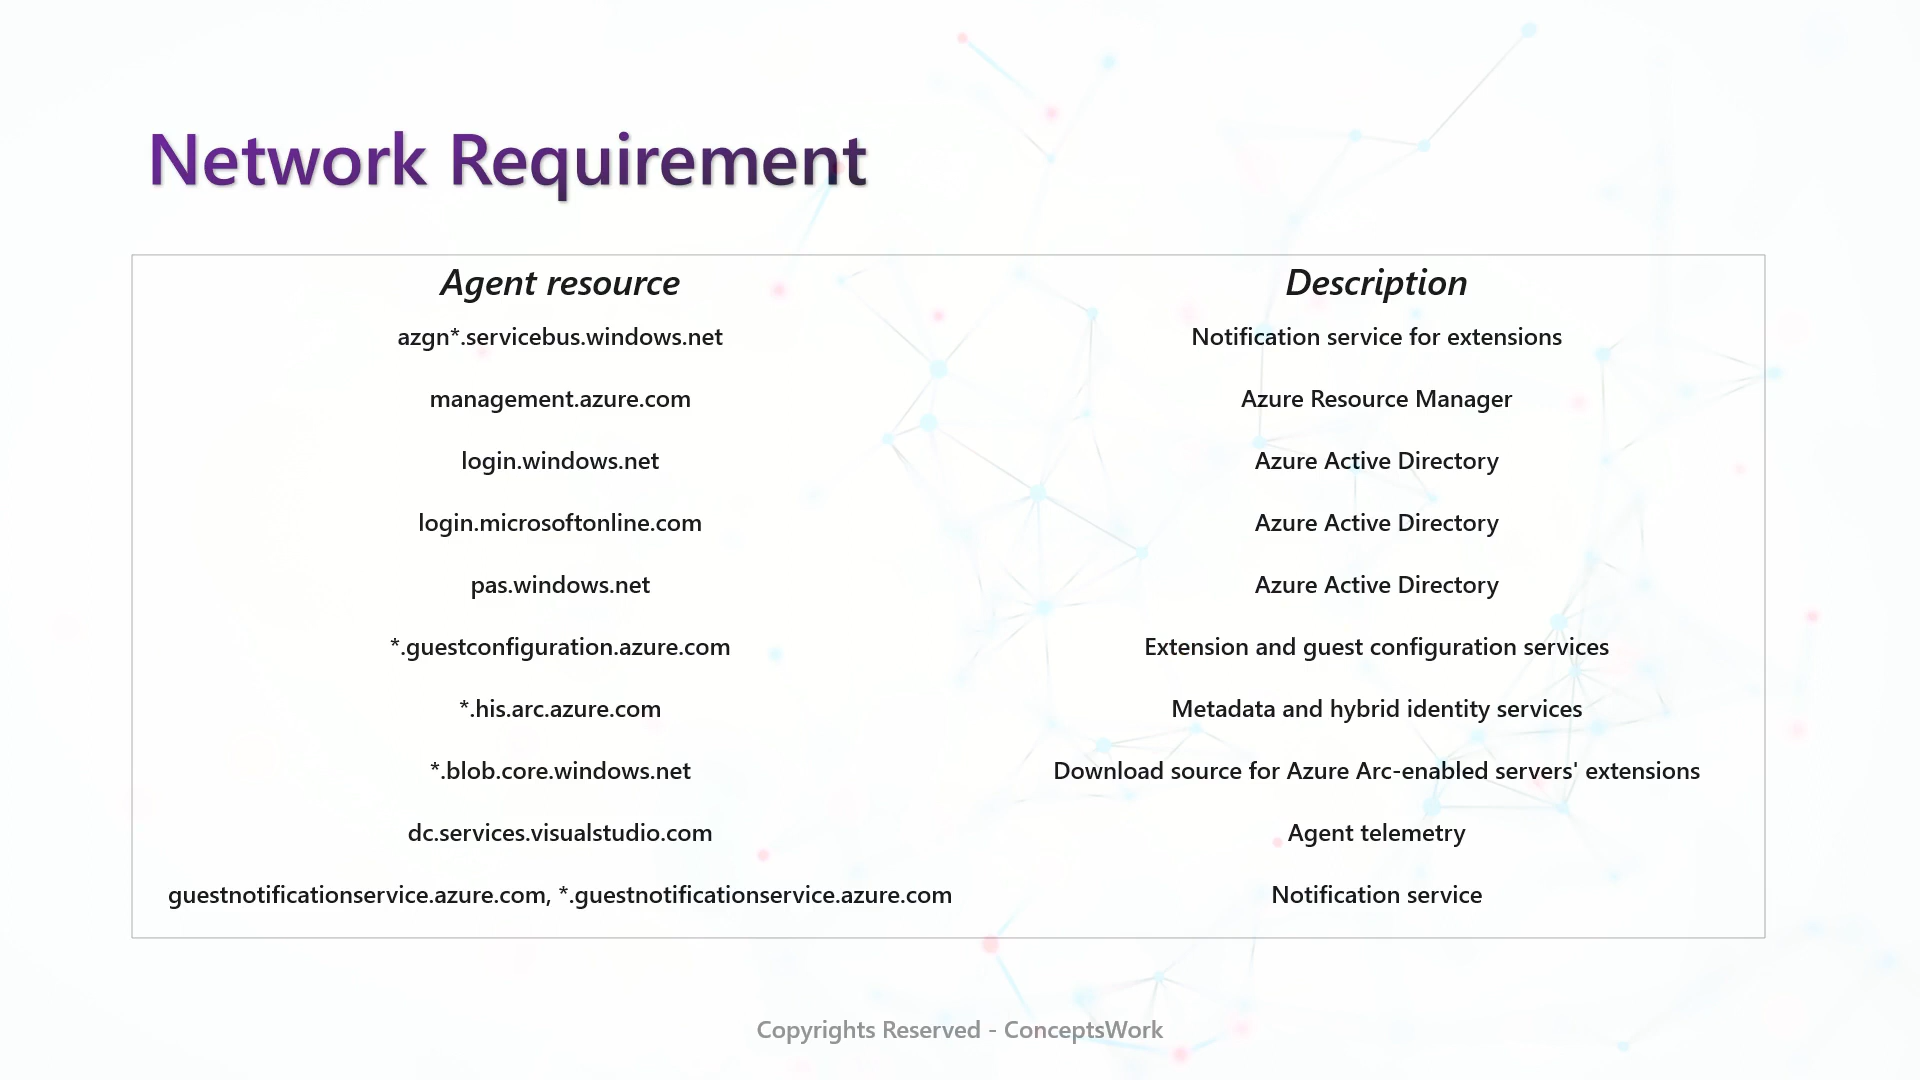 Network Requirement
Agent resource Description
azgn*.servicebus.windows.net Notification service for extensions
management.azure.com Azure Resource Manager
login.windows.net Azure Active Directory
login.microsoftonline.com Azure Active Directory
pas.windows.net Azure Active Directory
*.guestconfiguration.azure.com Extension and guest configuration services
*.his.arc.azure.com Metadata and hybrid identity services
*.blob.core.windows.net Download source for Azure Arc-enabled servers' extensions
dc.services.visualstudio.com Agent telemetry
guestnotificationservice.azure.com, *.guestnotificationservice.azure.com Notification service
Copyrights Reserved - ConceptsWork